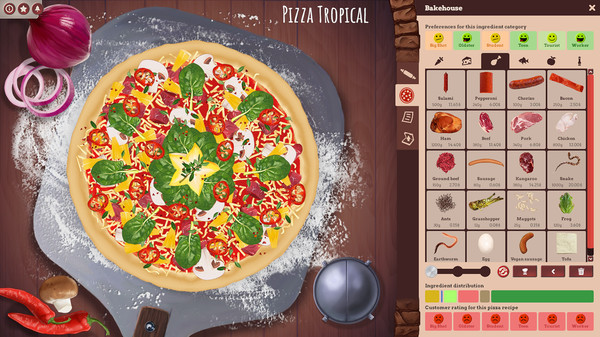 Pizza Tropical
Bakehouse
Preferences for this ingredient category
Big Shot Oldster Student Teen Tourist Worker
Salami Pepperoni Chorizo Bacon
Ham Beef Pork Chicken
Ground beef Sausage Kangaroo Snake
Ants Grasshopper Maggots Frog
Earthworm Egg Vegan sausage Tofu
Ingredient distribution
Customer rating for this pizza recipe
Big Shot Oldster Student Teen Tourist Worker